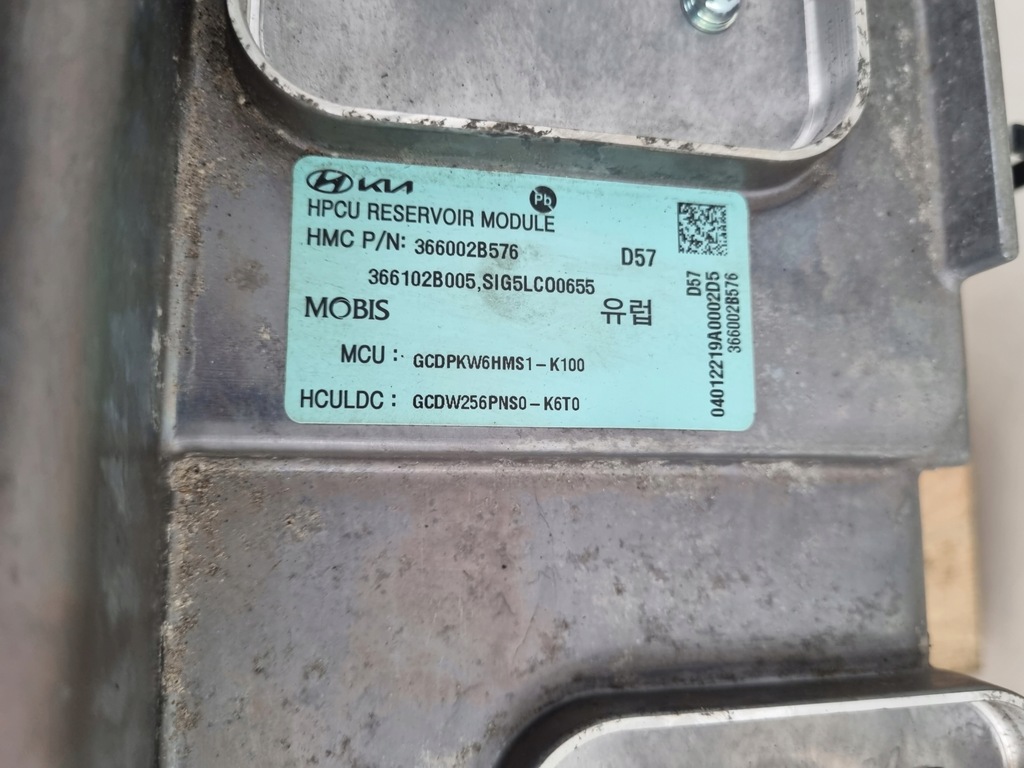 KIA
Pb
HPCU RESERVOIR MODULE
HMC P/N: 366002B576 D57
366102B005,SIG5LC00655
MOBIS 유럽
MCU : GCDPKW6HMS1-K100
HCULDC : GCDW256PNS0-K6T0
D57
04012219A0002D5
366002B576